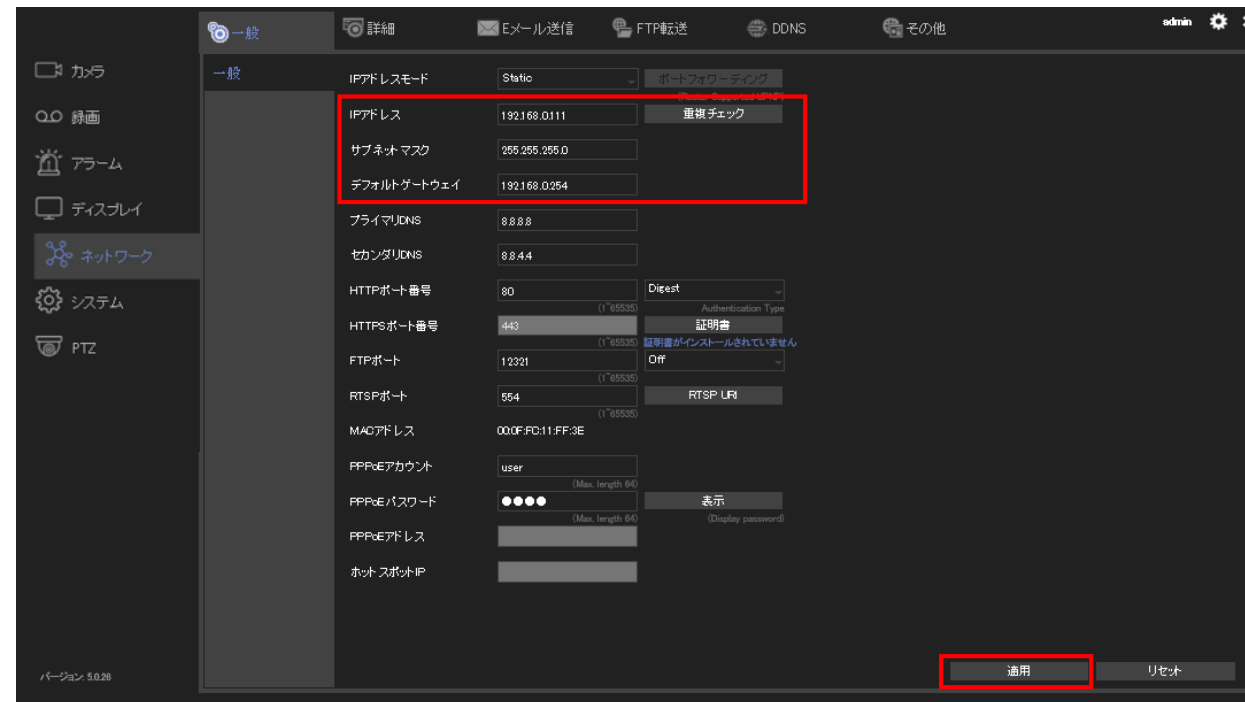 一般
詳細
Eメール送信
FTP転送
DDNS
その他
admin
カメラ
録画
アラーム
ディスプレイ
ネットワーク
システム
PTZ
一般
IPアドレスモード Static ポートフォワーディング
IPアドレス 192.168.0.111 重複チェック
サブネットマスク 255.255.255.0
デフォルトゲートウェイ 192.168.0.254
プライマリDNS 8.8.8.8
セカンダリDNS 8.8.4.4
HTTPポート番号 80 Digest
(1~65535) Authentication Type
HTTPSポート番号 443 証明書
(1~65535) 証明書がインストールされていません
FTPポート 12321 Off
(1~65535)
RTSPポート 554 RTSP URI
(1~65535)
MACアドレス 00:0F:FC:11:FF:3E
PPPoEアカウント user
(Max. length 64)
PPPoEパスワード ●●●● 表示
(Max. length 64) (Display password)
PPPoEアドレス
ホットスポットIP
適用 リセット
バージョン: 5.0.26